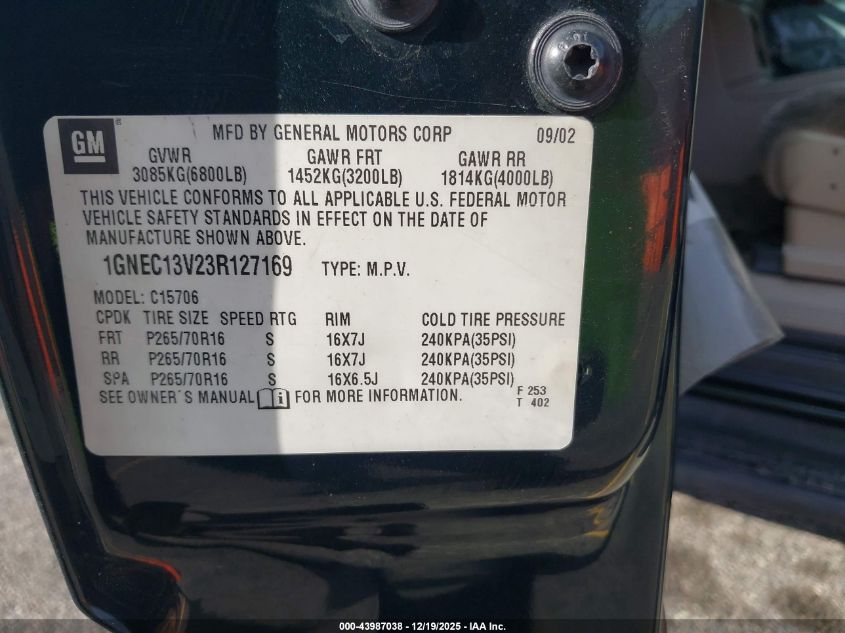 GM
MFD BY GENERAL MOTORS CORP 09/02
GVWR GAWR FRT GAWR RR
3085KG(6800LB) 1452KG(3200LB) 1814KG(4000LB)
THIS VEHICLE CONFORMS TO ALL APPLICABLE U.S. FEDERAL MOTOR
VEHICLE SAFETY STANDARDS IN EFFECT ON THE DATE OF
MANUFACTURE SHOWN ABOVE.
1GNEC13V23R127169 TYPE: M.P.V.
MODEL: C15706
CPDK TIRE SIZE SPEED RTG RIM COLD TIRE PRESSURE
FRT P265/70R16 S 16X7J 240KPA(35PSI)
RR P265/70R16 S 16X7J 240KPA(35PSI)
SPA P265/70R16 S 16X6.5J 240KPA(35PSI)
SEE OWNER'S MANUAL FOR MORE INFORMATION. F 253
T 402
000-43987038 - 12/19/2025 - IAA Inc.